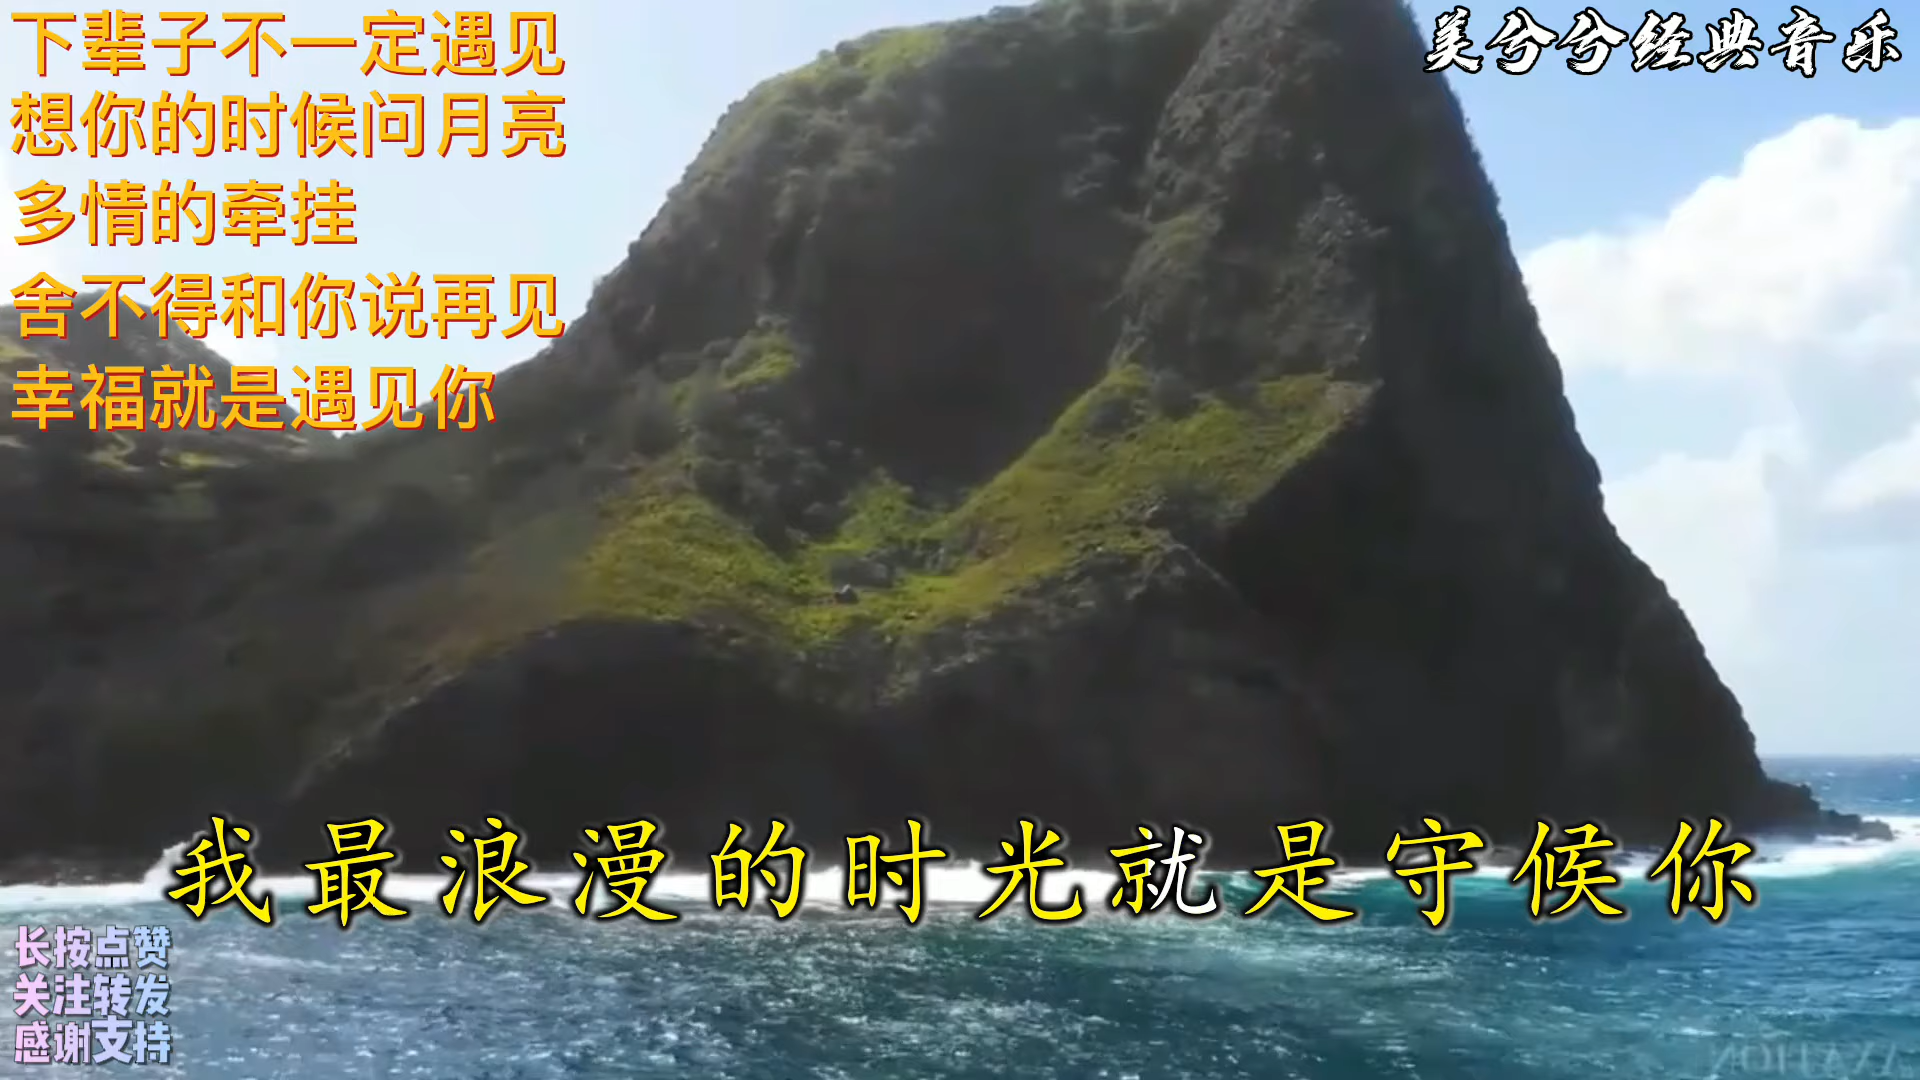 下辈子不一定遇见
想你的时候问月亮
多情的牵挂
舍不得和你说再见
幸福就是遇见你
美兮兮经典音乐
我最浪漫的时光就是守候你
长按点赞
关注转发
感谢支持